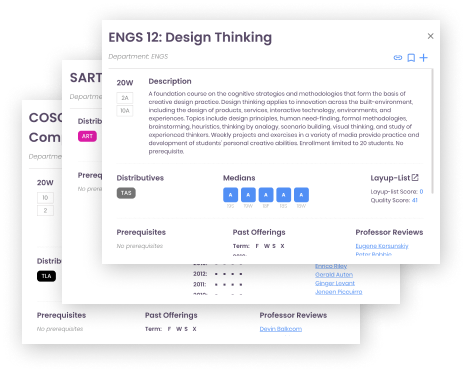 ENGS 12: Design Thinking
Department: ENGS
20W
2A
10A
Description
A foundation course on the cognitive strategies and methodologies that form the basis of
creative design practice. Design thinking applies to innovation across the built-environment,
including the design of products, services, interactive technology, environments, and
experiences. Topics include design principles, human need-finding, formal methodologies,
brainstorming, heuristics, thinking by analogy, scenario building, visual thinking, and study of
experienced thinkers. Weekly projects and exercises in a variety of media provide practice and
development of students' personal creative abilities. Enrollment limited to 20 students. No
prerequisite.
Distributives
TAS
Medians
A A A A A
Layup-List
Layup-list Score: 0
Quality Score: 41
Prerequisites
No prerequisites
Past Offerings
Term: F W S X
Professor Reviews
Eugene Korsunskiy
SART
Departm
Distrib
ART
Prereq
No prere
2012:
2011:
Gerald Auten
Ginger Levant
COSC
Com
Departme
20W
10
2
Distrib
TLA
Prerequisites
No prerequisites
Past Offerings
Term: F W S X
Professor Reviews
Devin Balkcom